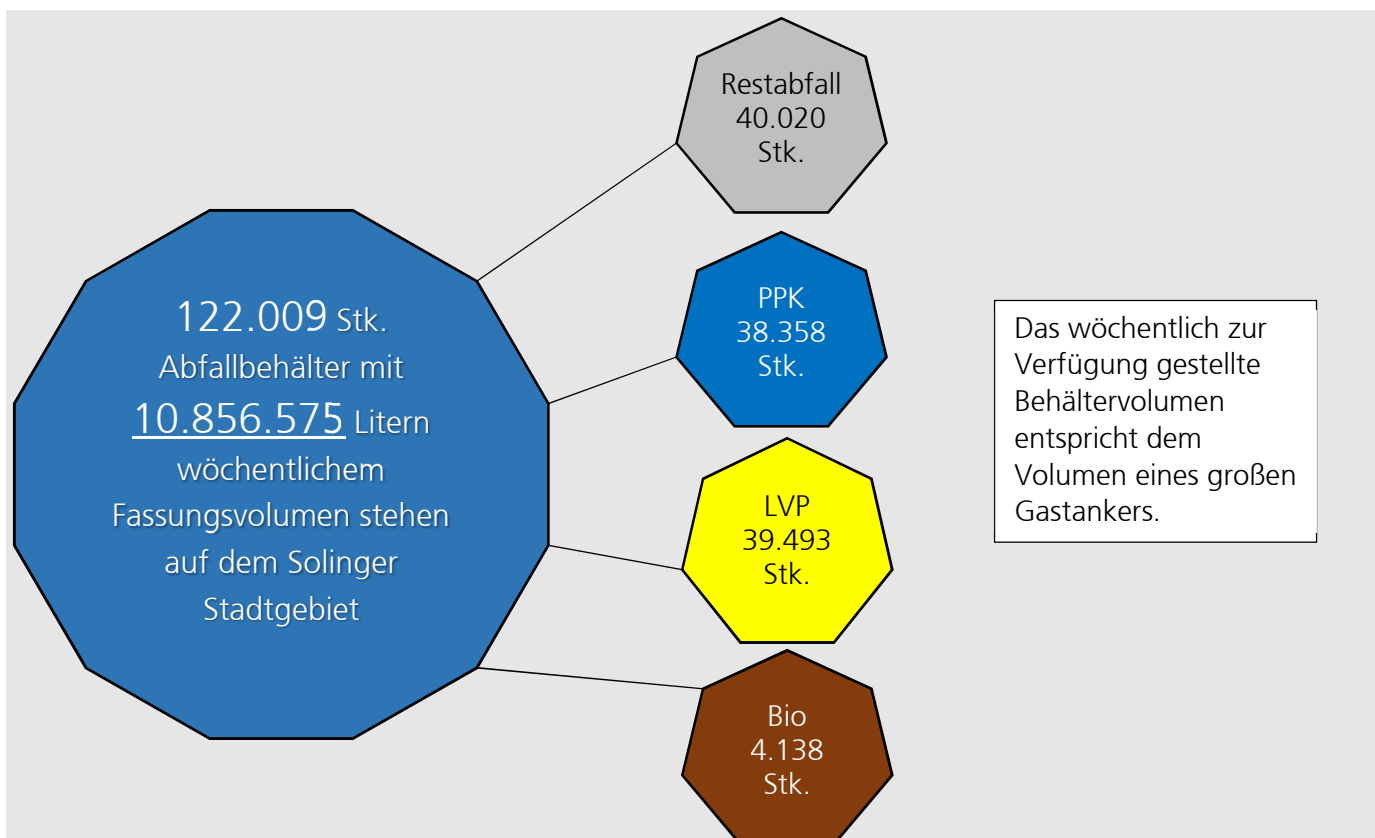 Restabfall
40.020
Stk.
122.009 Stk.
Abfallbehälter mit
10.856.575 Litern
wöchentlichem
Fassungsvolumen stehen
auf dem Solinger
Stadtgebiet
PPK
38.358
Stk.
Das wöchentlich zur
Verfügung gestellte
Behältervolumen
entspricht dem
Volumen eines großen
Gastankers.
LVP
39.493
Stk.
Bio
4.138
Stk.